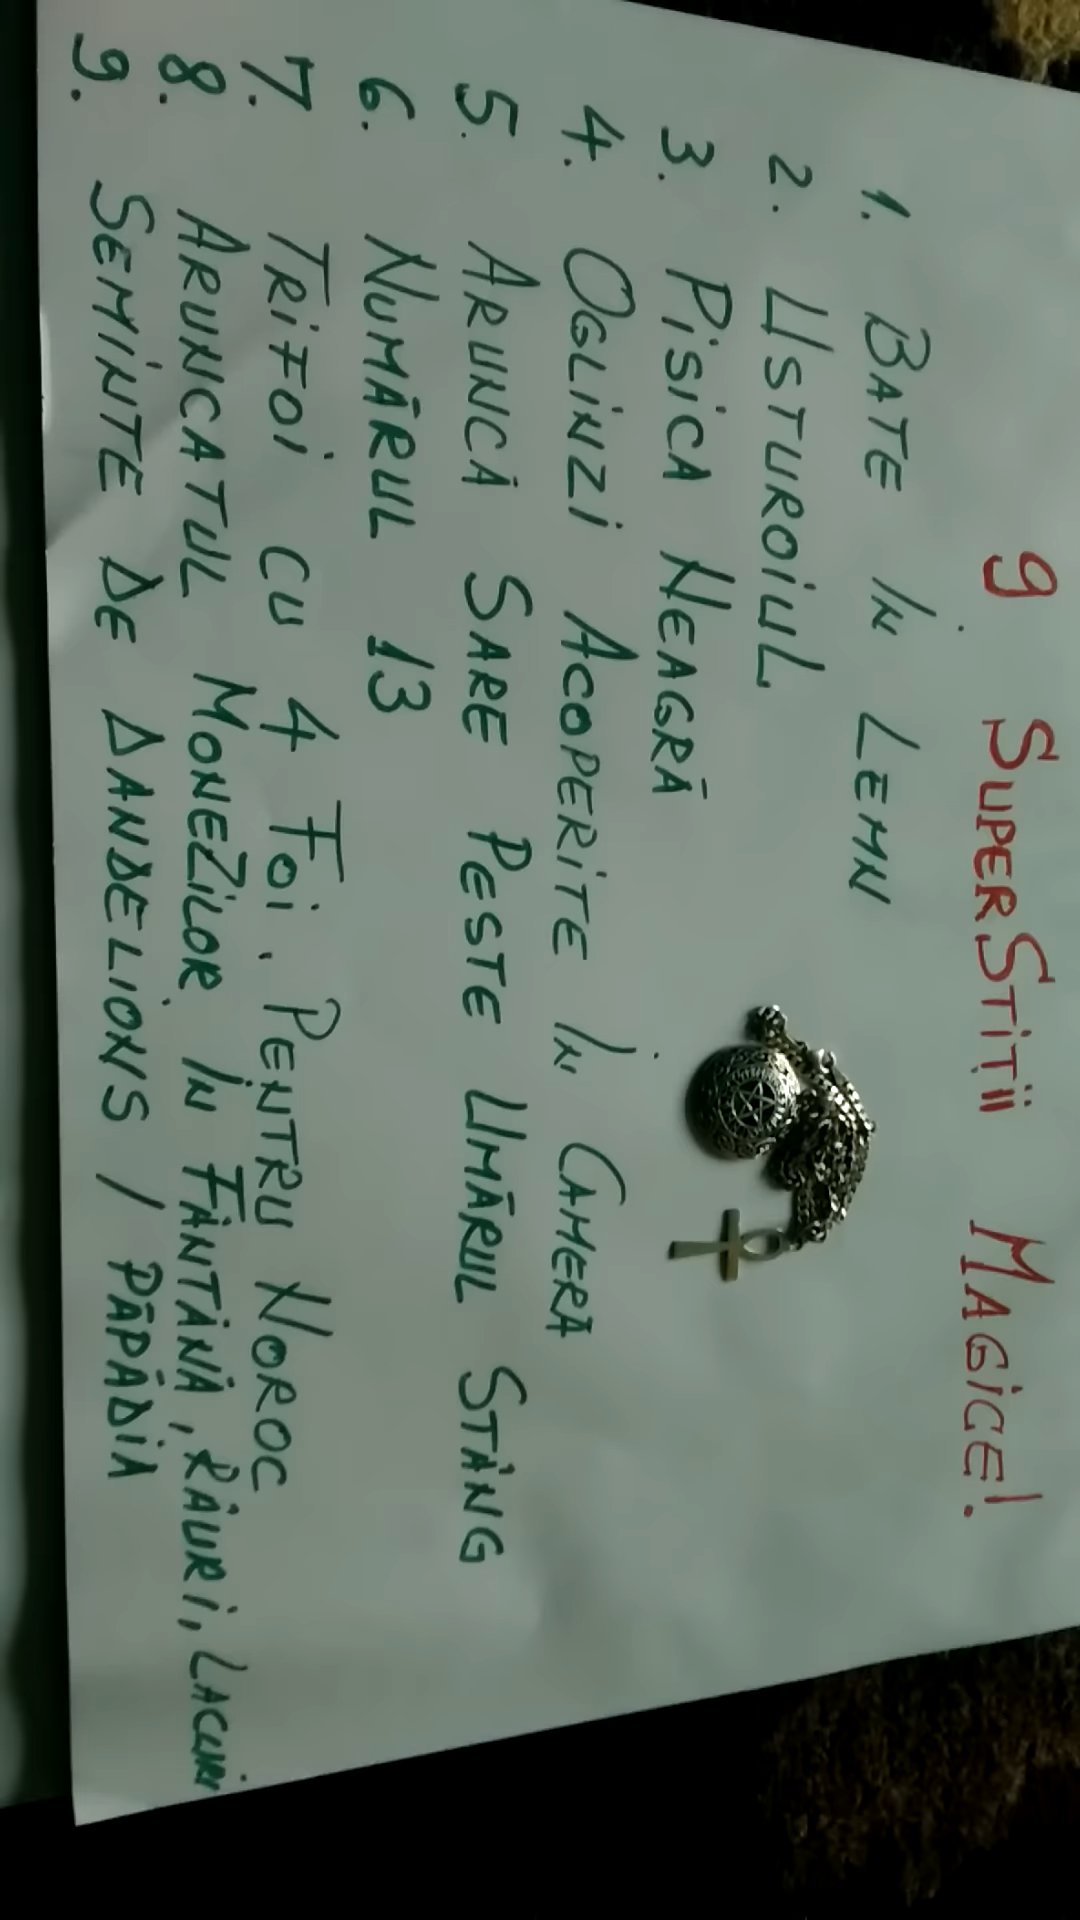 9 SUPERSTIȚII MAGICE!
1. BATE ÎN LEMN
2. USTUROIUL
3. PISICA NEAGRĂ
4. OGLINZI ACOPERITE ÎN CAMERĂ
5. ARUNCĂ SARE PESTE UMĂRUL STÂNG
6. NUMĂRUL 13
7. TRIFOI CU 4 FOI. PENTRU NOROC
8. ARUNCATUL MONEZILOR ÎN FÂNTÂNĂ, RÂURI, LACURI
9. SEMINTE DE DANDELIONS / PĂPĂDIA